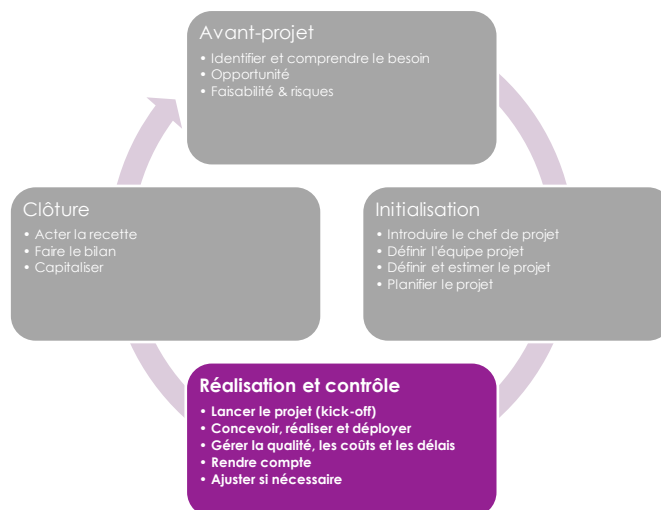 Avant-projet
• Identifier et comprendre le besoin
• Opportunité
• Faisabilité & risques
Clôture
• Acter la recette
• Faire le bilan
• Capitaliser
Initialisation
• Introduire le chef de projet
• Définir l'équipe projet
• Définir et estimer le projet
• Planifier le projet
Réalisation et contrôle
• Lancer le projet (kick-off)
• Concevoir, réaliser et déployer
• Gérer la qualité, les coûts et les délais
• Rendre compte
• Ajuster si nécessaire